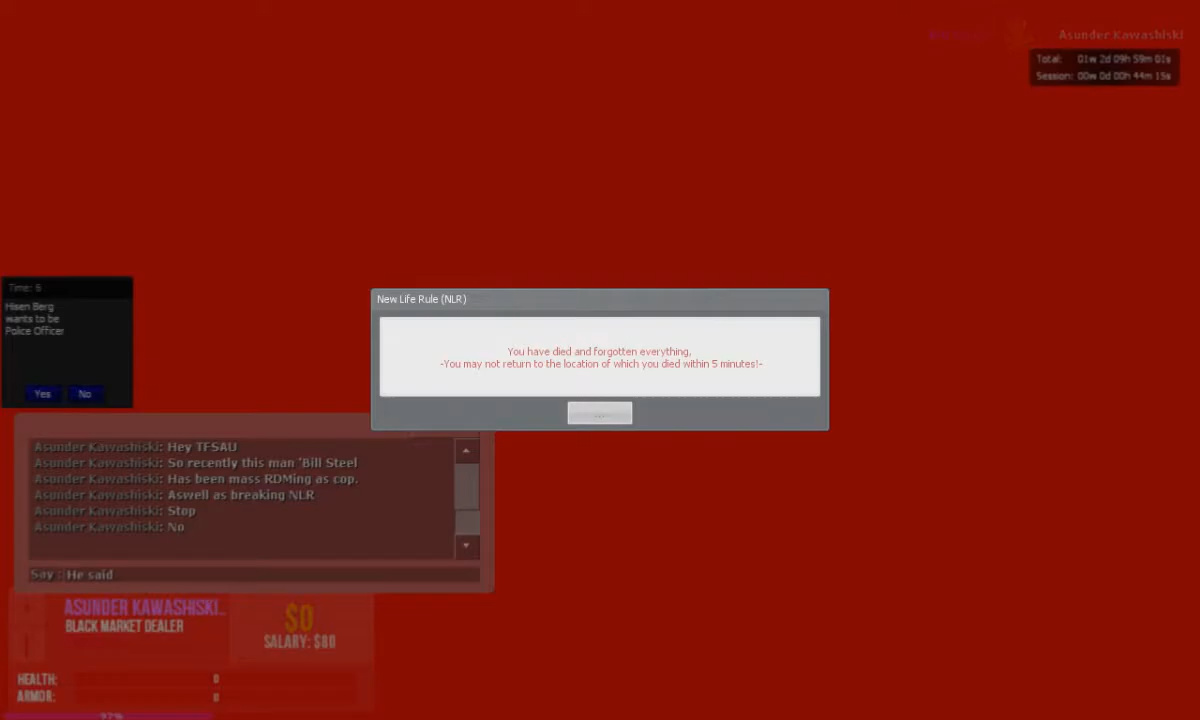 Asunder Kawashiski
Total: 01w 2d 09h 59m 01s
Session: 00w 0d 00h 44m 15s
Time: 6
Hisen Berg
wants to be
Police Officer
Yes No
New Life Rule (NLR)
You have died and forgotten everything,
-You may not return to the location of which you died within 5 minutes!-
....
Asunder Kawashiski: Hey TFSAU
Asunder Kawashiski: So recently this man 'Bill Steel
Asunder Kawashiski: Has been mass RDMing as cop.
Asunder Kawashiski: Aswell as breaking NLR
Asunder Kawashiski: Stop
Asunder Kawashiski: No
Say : He said
ASUNDER KAWASHISKI..
BLACK MARKET DEALER
$0
SALARY: $80
HEALTH: 0
ARMOR: 0
97%